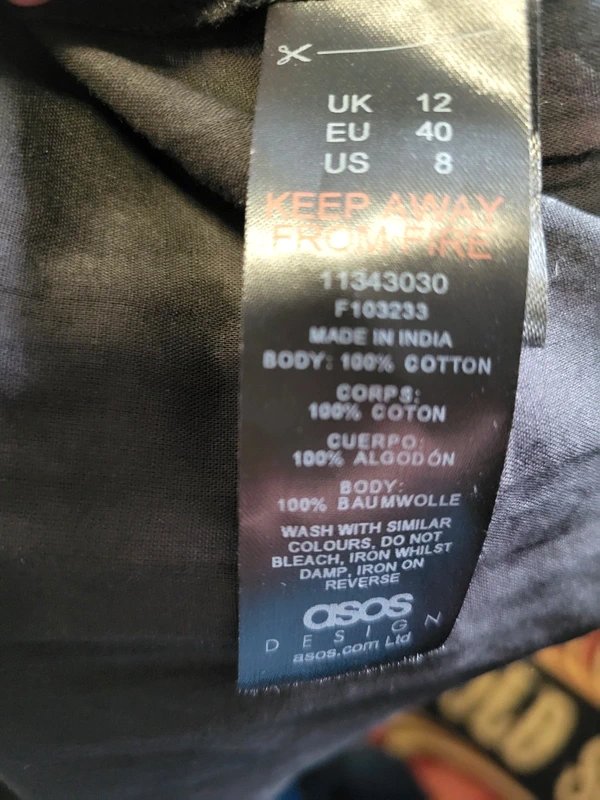 UK 12
EU 40
US 8
KEEP AWAY
FROM FIRE
11343030
F103233
MADE IN INDIA
BODY: 100% COTTON
CORPS:
100% COTON
CUERPO:
100% ALGODÓN
BODY:
100% BAUMWOLLE
WASH WITH SIMILAR
COLOURS, DO NOT
BLEACH, IRON WHILST
DAMP, IRON ON
REVERSE
asos
DESIGN
asos.com Ltd